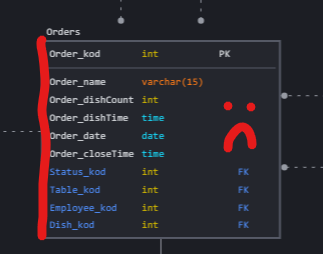 Orders
Order_kod int PK
Order_name varchar(15)
Order_dishCount int
Order_dishTime time
Order_date date
Order_closeTime time
Status_kod int FK
Table_kod int FK
Employee_kod int FK
Dish_kod int FK